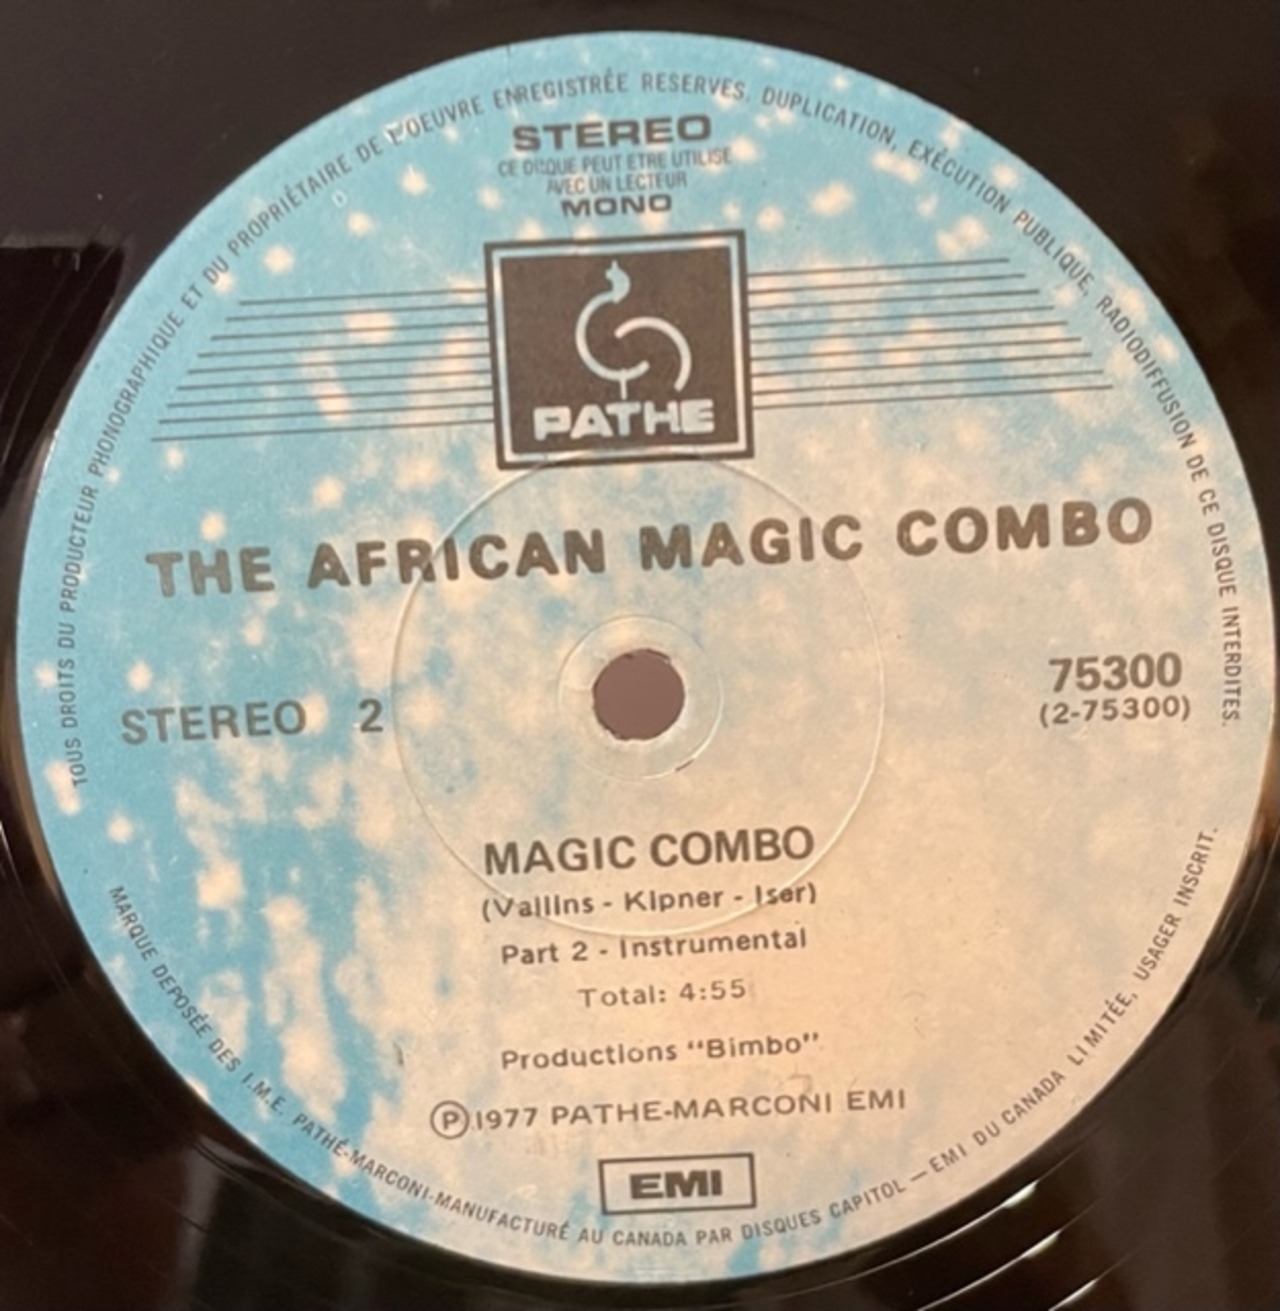 TOUS DROITS DU PRODUCTEUR PHONOGRAPHIQUE ET DU PROPRIÉTAIRE DE L'OEUVRE ENREGISTRÉE RESERVES. DUPLICATION, EXÉCUTION PUBLIQUE, RADIODIFFUSION DE CE DISQUE INTERDITES.
STEREO
CE DISQUE PEUT ETRE UTILISE
AVEC UN LECTEUR
MONO
PATHE
THE AFRICAN MAGIC COMBO
STEREO 2
75300
(2-75300)
MAGIC COMBO
(Vallins - Kipner - Iser)
Part 2 - Instrumental
Total: 4:55
Productions “Bimbo”
Ⓟ 1977 PATHE-MARCONI EMI
EMI
MARQUE DEPOSÉE DES I.M.E. PATHÉ-MARCONI-MANUFACTURÉ AU CANADA PAR DISQUES CAPITOL — EMI DU CANADA LIMITÉE, USAGER INSCRIT.